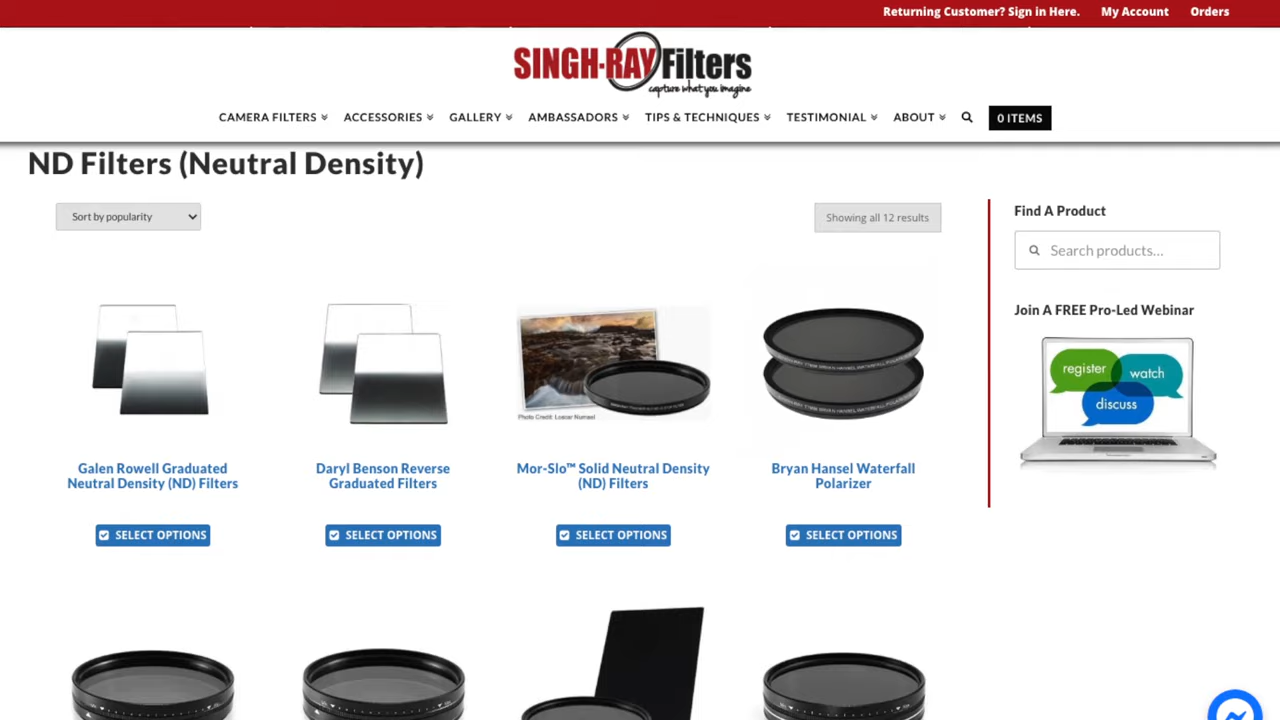 Returning Customer? Sign in Here. My Account Orders
SINGH-RAY Filters
capture what you imagine
CAMERA FILTERS ACCESSORIES GALLERY AMBASSADORS TIPS & TECHNIQUES TESTIMONIAL ABOUT 0 ITEMS
ND Filters (Neutral Density)
Sort by popularity
Showing all 12 results
Find A Product
Search products...
Join A FREE Pro-Led Webinar
register
watch
discuss
Photo Credit: Lozear Numsel
Galen Rowell Graduated
Neutral Density (ND) Filters
Daryl Benson Reverse
Graduated Filters
Mor-Slo™ Solid Neutral Density
(ND) Filters
Bryan Hansel Waterfall
Polarizer
SELECT OPTIONS
SELECT OPTIONS
SELECT OPTIONS
SELECT OPTIONS